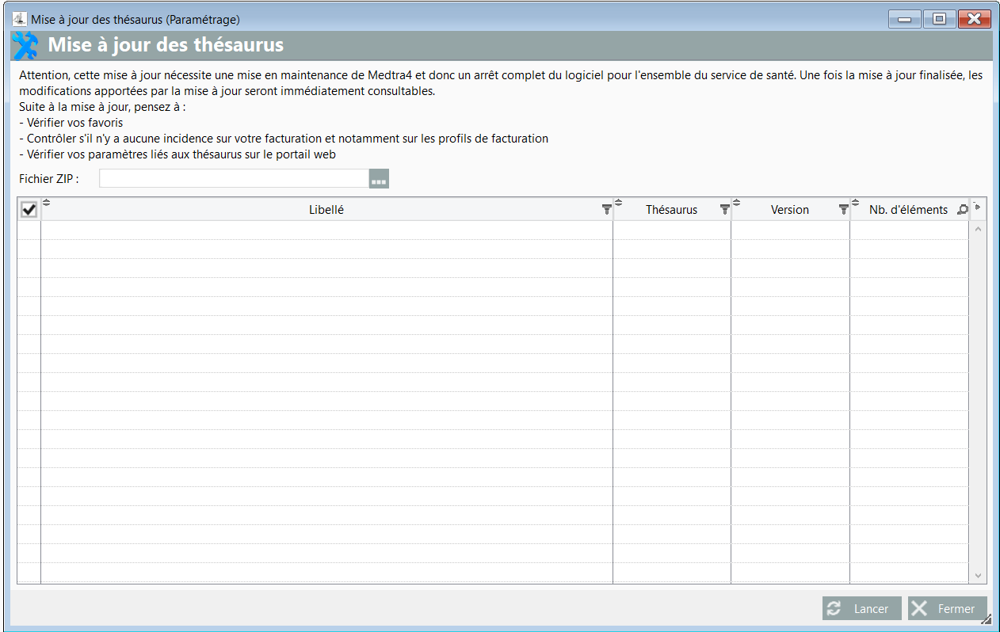 Mise à jour des thésaurus (Paramétrage)
Mise à jour des thésaurus
Attention, cette mise à jour nécessite une mise en maintenance de Medtra4 et donc un arrêt complet du logiciel pour l'ensemble du service de santé. Une fois la mise à jour finalisée, les
modifications apportées par la mise à jour seront immédiatement consultables.
Suite à la mise à jour, pensez à :
- Vérifier vos favoris
- Contrôler s'il n'y a aucune incidence sur votre facturation et notamment sur les profils de facturation
- Vérifier vos paramètres liés aux thésaurus sur le portail web
Fichier ZIP :
Libellé Thésaurus Version Nb. d'éléments
Lancer Fermer